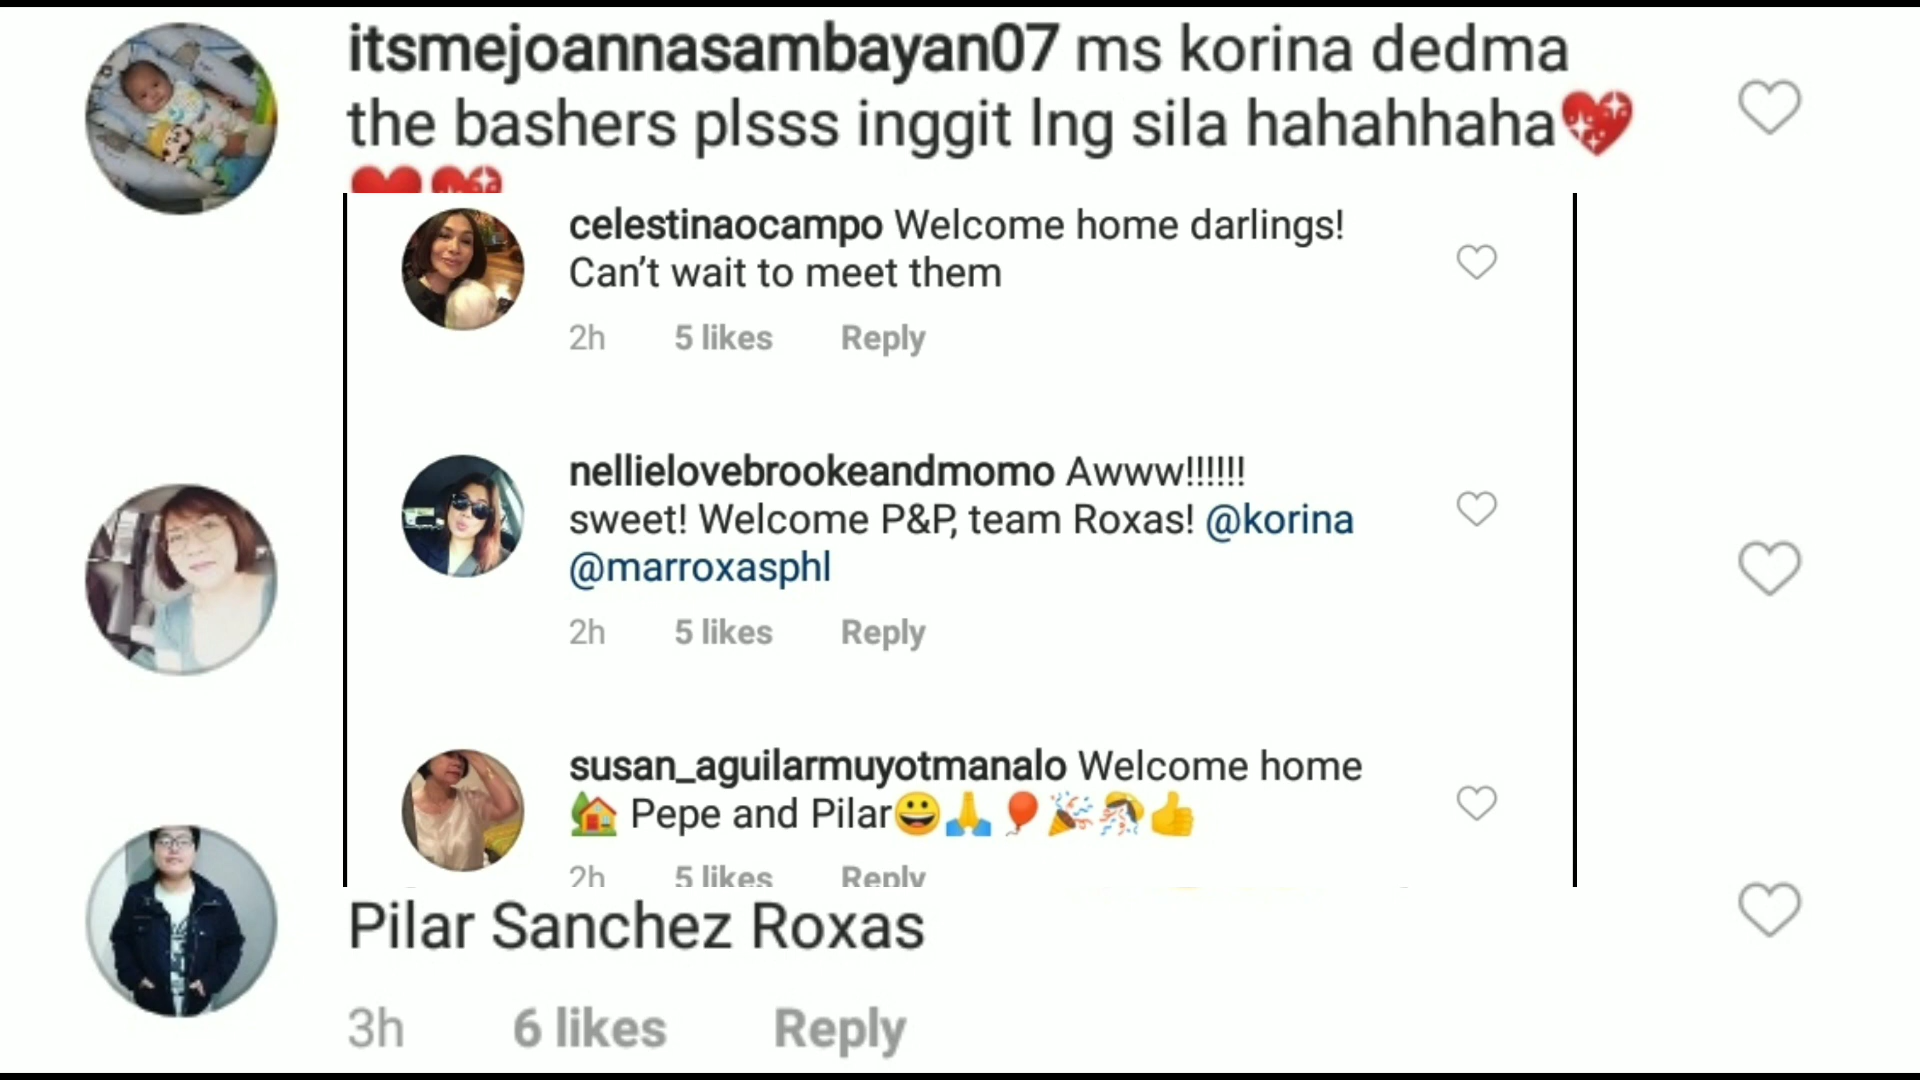 itsmejoannasambayan07 ms korina dedma
the bashers plsss inggit lng sila hahahhaha💖
❤️💖
celestinaocampo Welcome home darlings!
Can't wait to meet them
2h 5 likes Reply
nellielovebrookeandmomo Awww!!!!!!
sweet! Welcome P&P, team Roxas! @korina
@marroxasphl
2h 5 likes Reply
susan_aguilarmuyotmanalo Welcome home
🏡 Pepe and Pilar😀🙏🎈🎉🎊👍
2h 5 likes Reply
Pilar Sanchez Roxas
3h 6 likes Reply